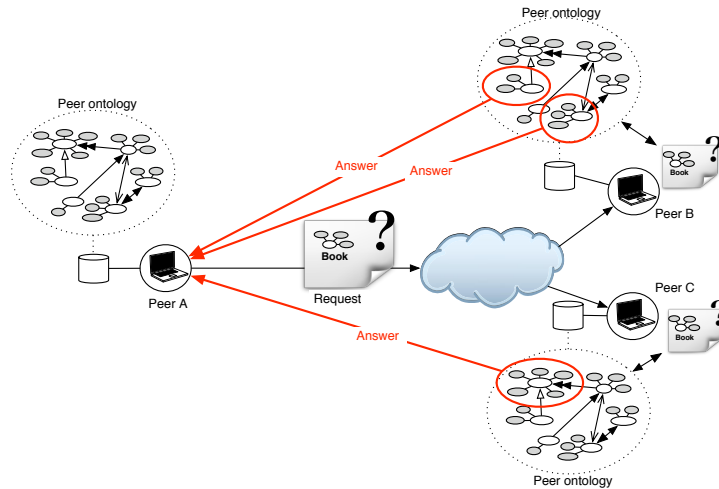 Peer ontology
Peer ontology
Answer
Answer
?
Book
Peer B
?
Book
Request
Peer A
Peer C
?
Book
Answer
Peer ontology